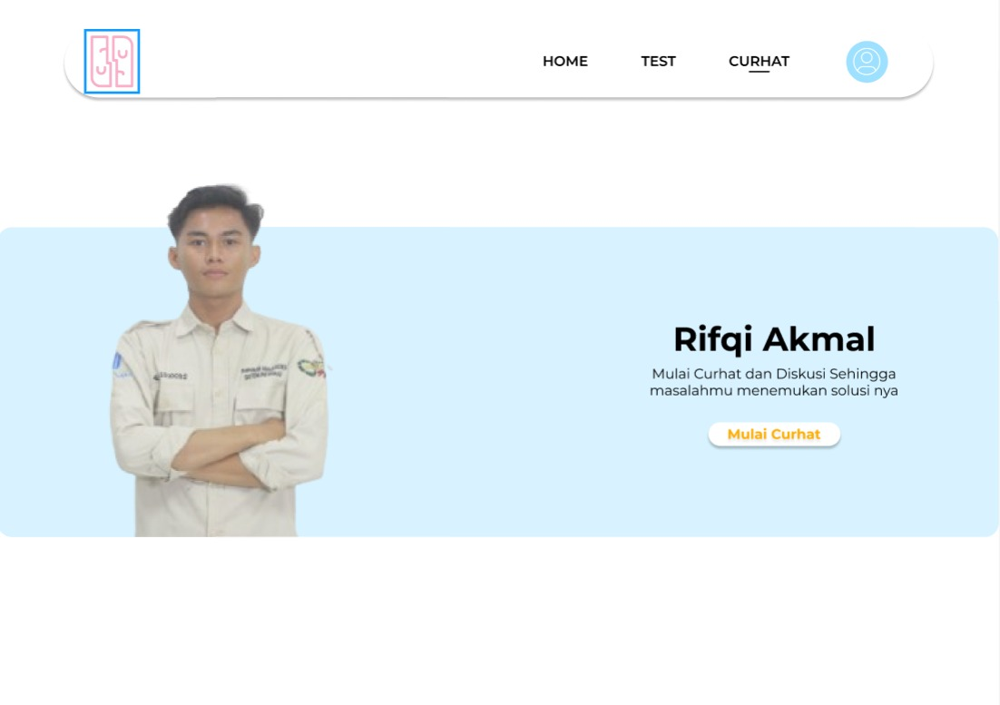 HOME
TEST
CURHAT
Rifqi Akmal
Mulai Curhat dan Diskusi Sehingga
masalahmu menemukan solusi nya
Mulai Curhat